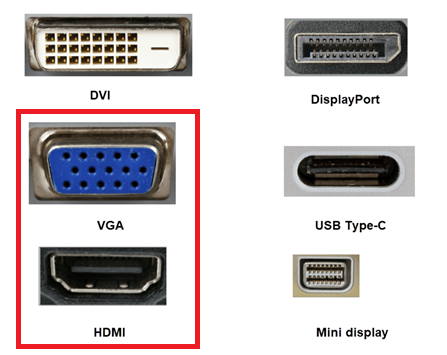 DVI
DisplayPort
VGA
USB Type-C
HDMI
Mini display